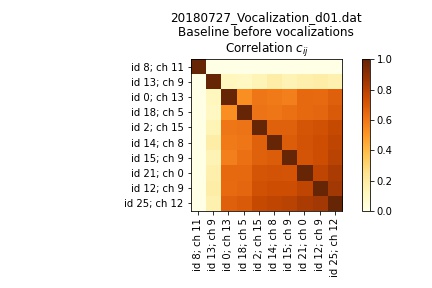 20180727_Vocalization_d01.dat
Baseline before vocalizations
Correlation c_{ij}
id 8; ch 11
id 13; ch 9
id 0; ch 13
id 18; ch 5
id 2; ch 15
id 14; ch 8
id 15; ch 9
id 21; ch 0
id 12; ch 9
id 25; ch 12
1.0
0.8
0.6
0.4
0.2
0.0
id 8; ch 11
id 13; ch 9
id 0; ch 13
id 18; ch 5
id 2; ch 15
id 14; ch 8
id 15; ch 9
id 21; ch 0
id 12; ch 9
id 25; ch 12